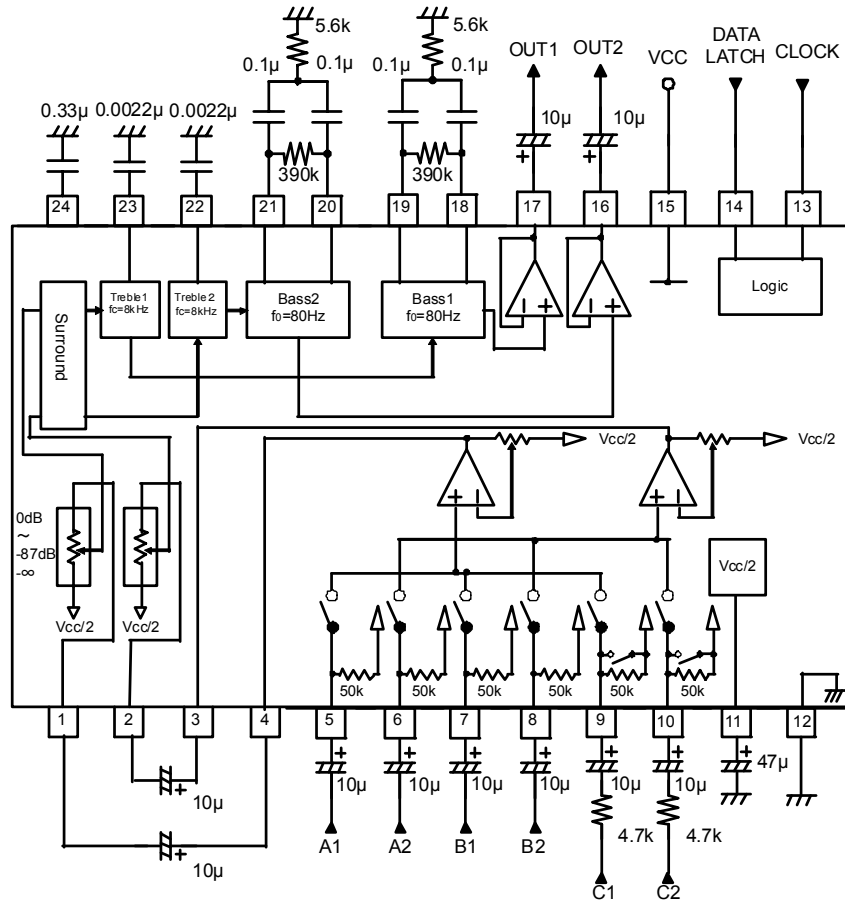 5.6k 5.6k
OUT1 OUT2 VCC DATA LATCH CLOCK
0.1μ 0.1μ 0.1μ 0.1μ
0.33μ 0.0022μ 0.0022μ
10μ 10μ
390k 390k
24 23 22 21 20 19 18 17 16 15 14 13
Surround
Treble1
fc=8kHz
Treble 2
fc=8kHz
Bass2
f0=80Hz
Bass1
f0=80Hz
Logic
Vcc/2 Vcc/2
0dB
~
-87dB
-∞
Vcc/2 Vcc/2
Vcc/2
50k 50k 50k 50k 50k 50k
1 2 3 4 5 6 7 8 9 10 11 12
10μ
10μ
10μ 10μ 10μ 10μ 10μ 10μ 47μ
4.7k 4.7k
A1 A2 B1 B2 C1 C2